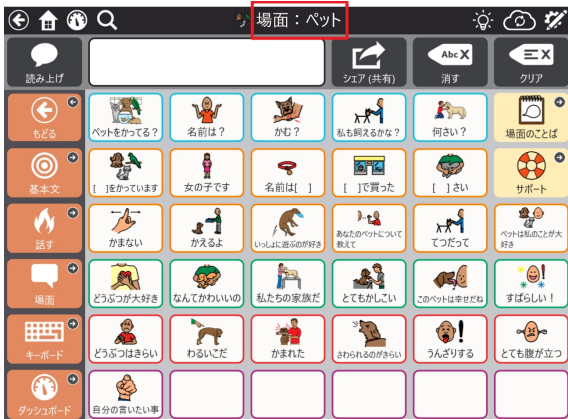 場面：ペット
読み上げ
シェア (共有)
Abc X
消す
X
クリア
もどる
ペットをかってる？
名前は？
かむ？
私も飼えるかな？
何さい？
場面のことば
基本文
[ ]をかっています
女の子です
名前は[ ]
[ ]で買った
[ ]さい
サポート
話す
かまない
かえるよ
いっしょに遊ぶのが好き
あなたのペットについて
教えて
てつだって
ペットは私のことが大
好き
場面
どうぶつが大好き
なんてかわいいの
私たちの家族だ
とてもかしこい
このペットは幸せだね
すばらしい！
キーボード
どうぶつはきらい
わるいこだ
かまれた
さわられるのがきらい
うんざりする
とても腹が立つ
ダッシュボード
自分の言いたい事